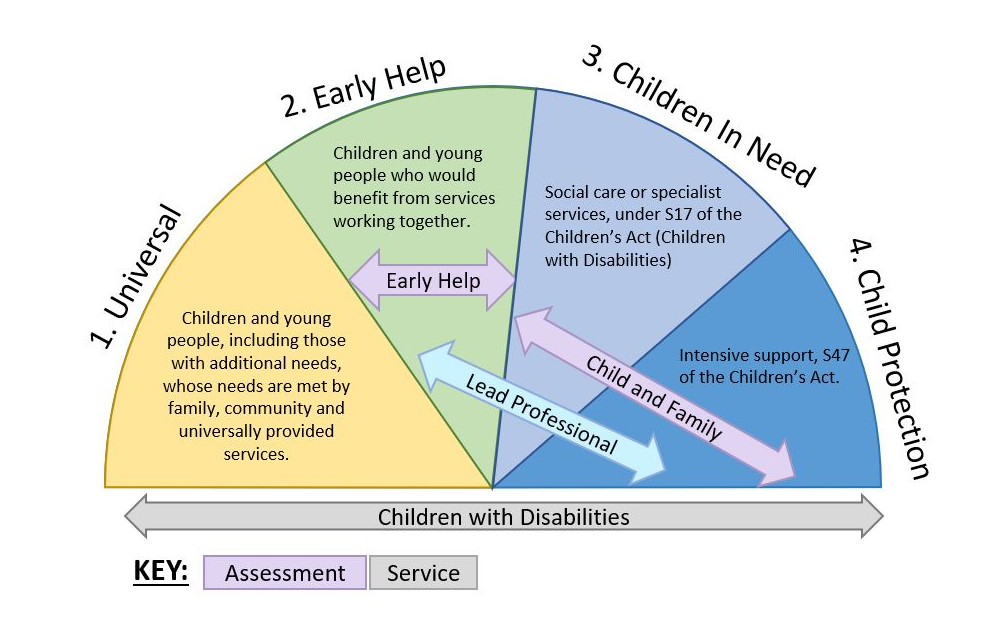 1. Universal
2. Early Help
3. Children In Need
4. Child Protection
Children and young
people, including those
with additional needs,
whose needs are met by
family, community and
universally provided
services.
Children and young
people who would
benefit from services
working together.
Early Help
Social care or specialist
services, under S17 of the
Children’s Act (Children
with Disabilities)
Intensive support, S47
of the Children’s Act.
Lead Professional
Child and Family
Children with Disabilities
KEY:
Assessment
Service